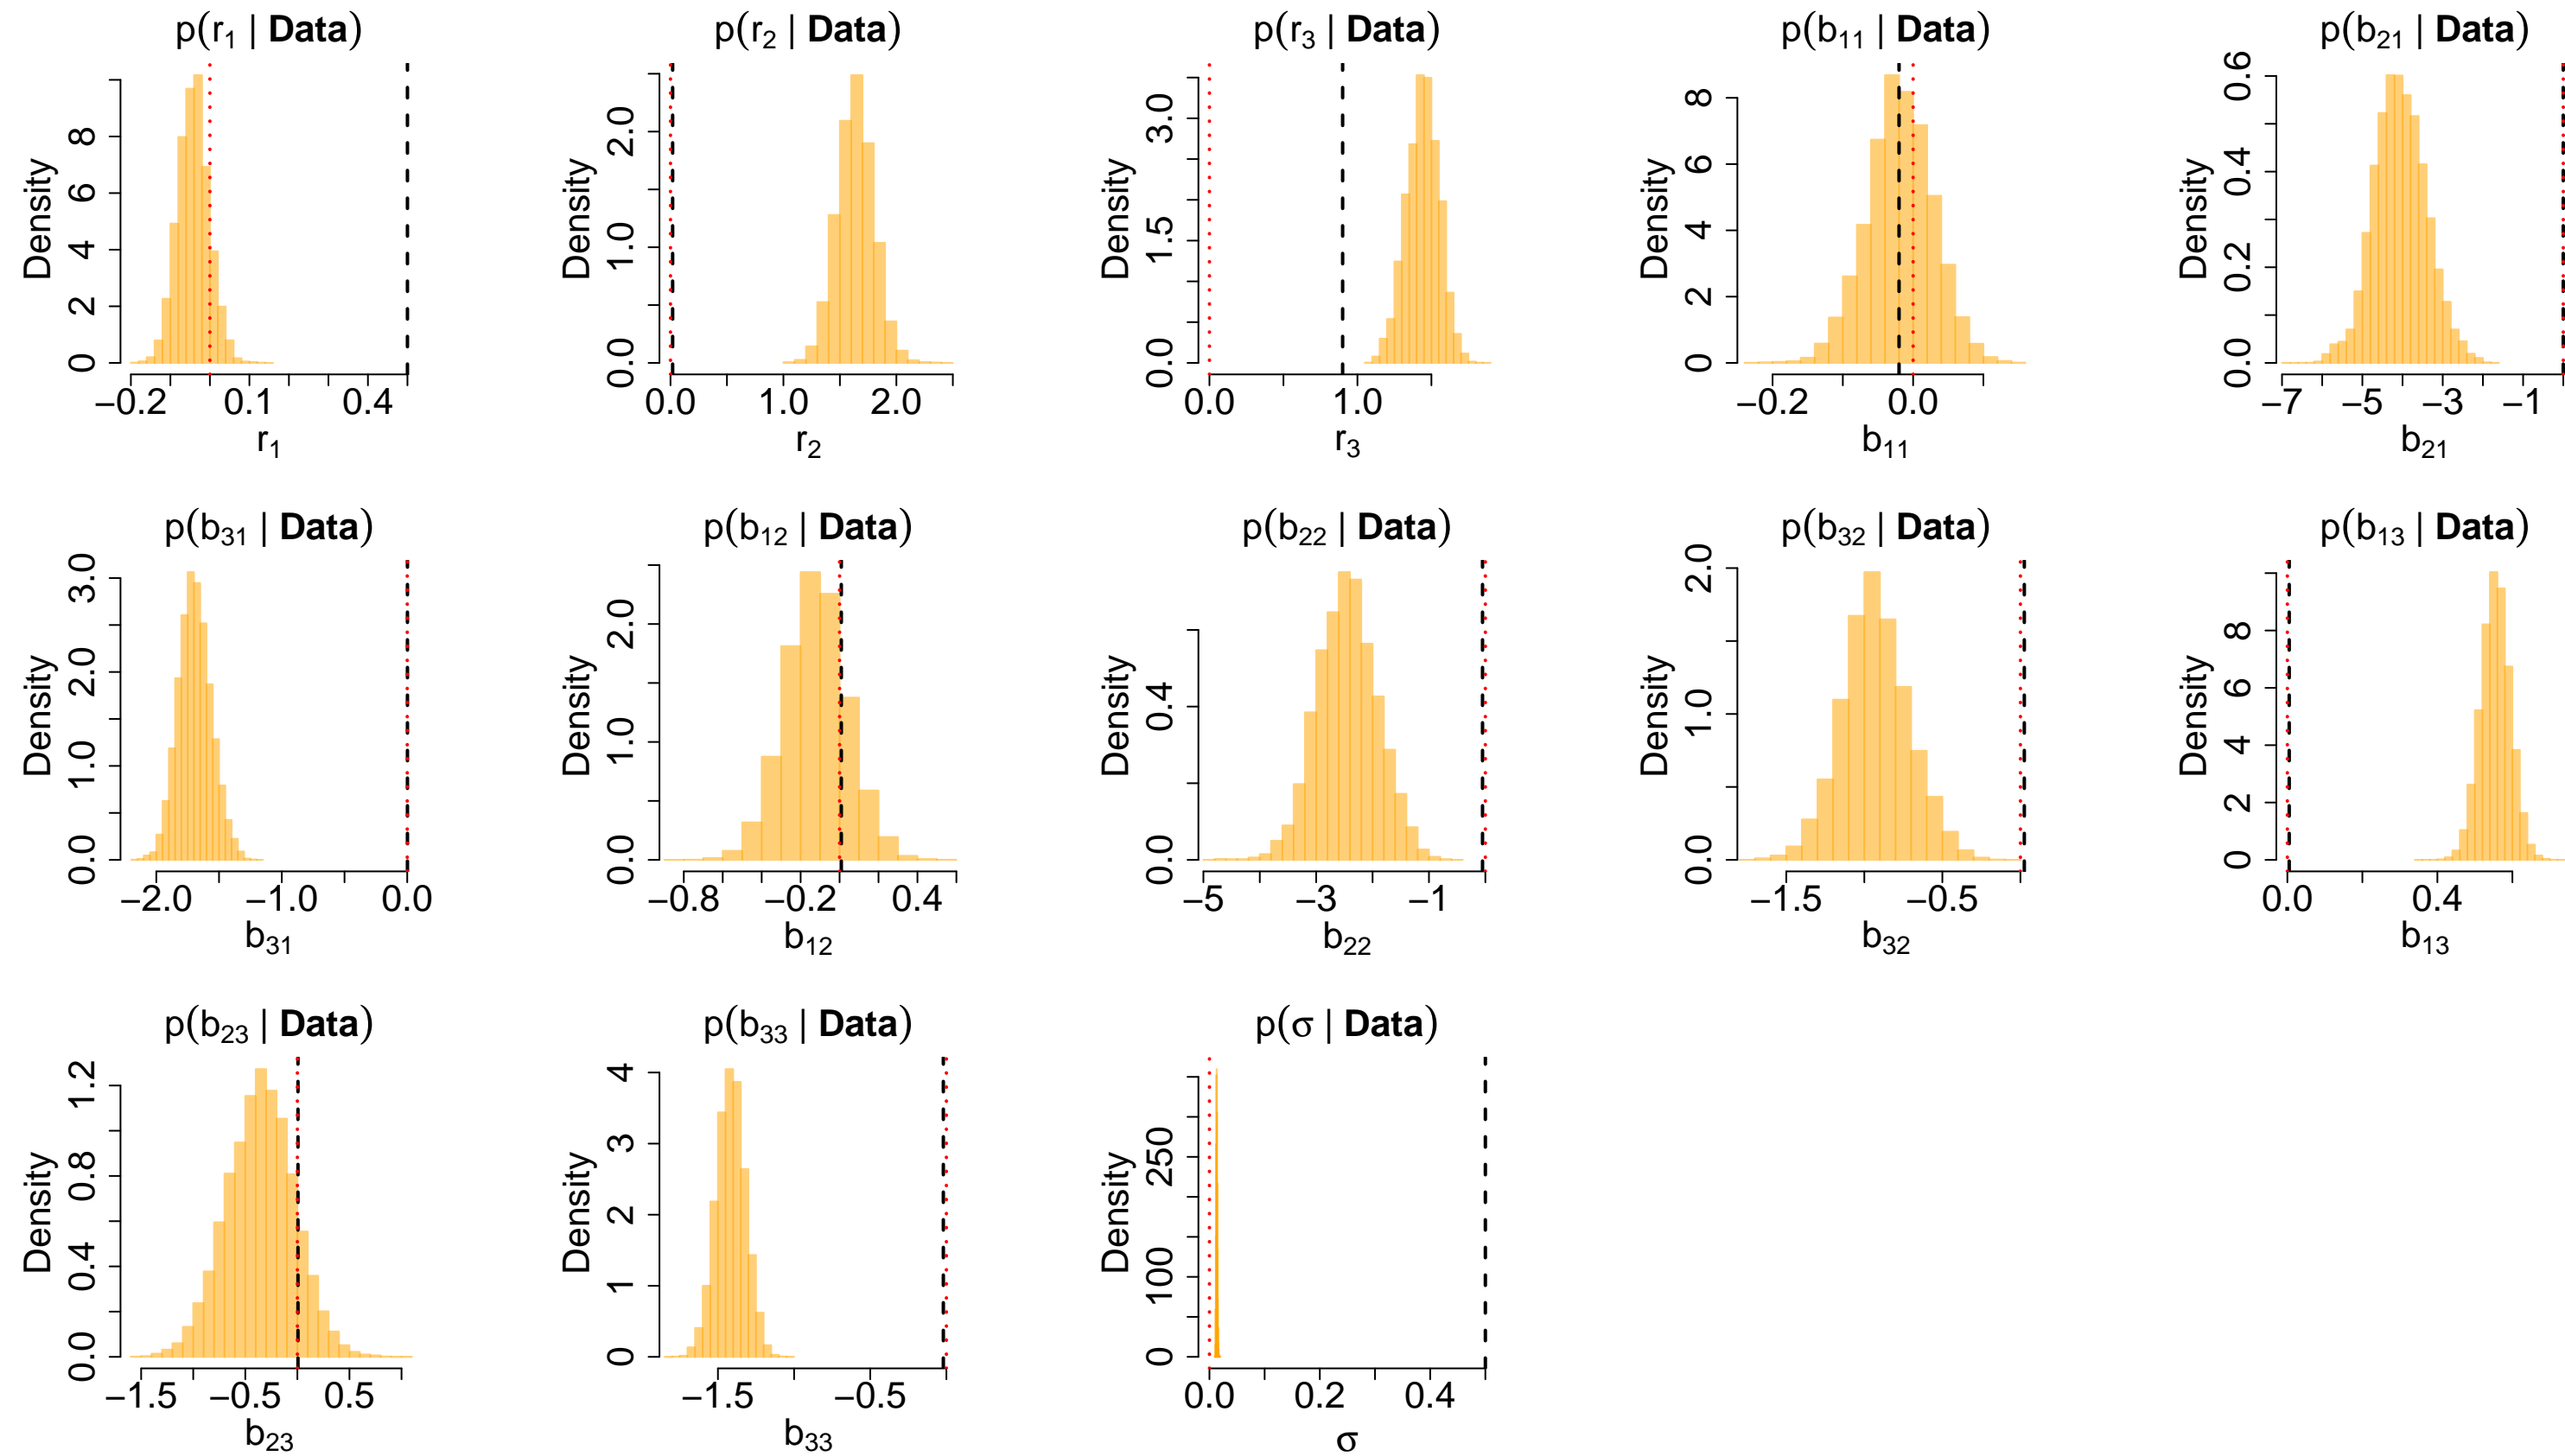 p(r₁ | Data) p(r₂ | Data) p(r₃ | Data) p(b₁₁ | Data) p(b₂₁ | Data)
Density 0 2 4 6 8 −0.2 0.1 0.4 r₁
Density 0.0 1.0 2.0 0.0 1.0 2.0 r₂
Density 0.0 1.5 3.0 0.0 1.0 r₃
Density 0 2 4 6 8 −0.2 0.0 b₁₁
Density 0.0 0.2 0.4 0.6 −7 −5 −3 −1 b₂₁
p(b₃₁ | Data) p(b₁₂ | Data) p(b₂₂ | Data) p(b₃₂ | Data) p(b₁₃ | Data)
Density 0.0 1.0 2.0 3.0 −2.0 −1.0 0.0 b₃₁
Density 0.0 1.0 2.0 −0.8 −0.2 0.4 b₁₂
Density 0.0 0.4 −5 −3 −1 b₂₂
Density 0.0 1.0 2.0 −1.5 −0.5 b₃₂
Density 0 2 4 6 8 0.0 0.4 b₁₃
p(b₂₃ | Data) p(b₃₃ | Data) p(σ | Data)
Density 0.0 0.4 0.8 1.2 −1.5 −0.5 0.5 b₂₃
Density 0 1 2 3 4 −1.5 −0.5 b₃₃
Density 0 100 250 0.0 0.2 0.4 σ